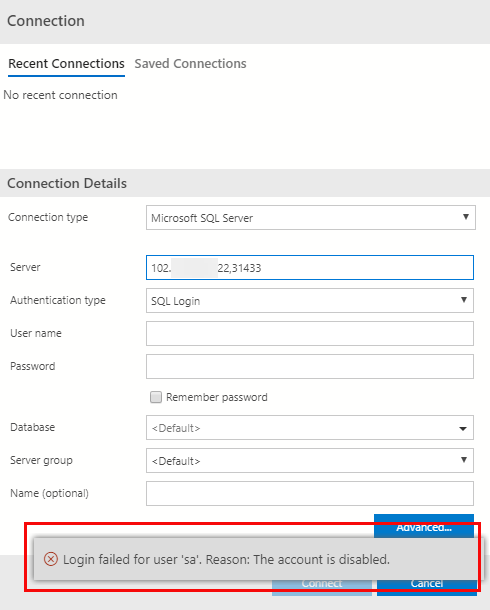 Connection
Recent Connections Saved Connections
No recent connection
Connection Details
Connection type Microsoft SQL Server
Server 102. 22,31433
Authentication type SQL Login
User name
Password
Remember password
Database <Default>
Server group <Default>
Name (optional)
Advanced...
Login failed for user 'sa'. Reason: The account is disabled.
Connect Cancel